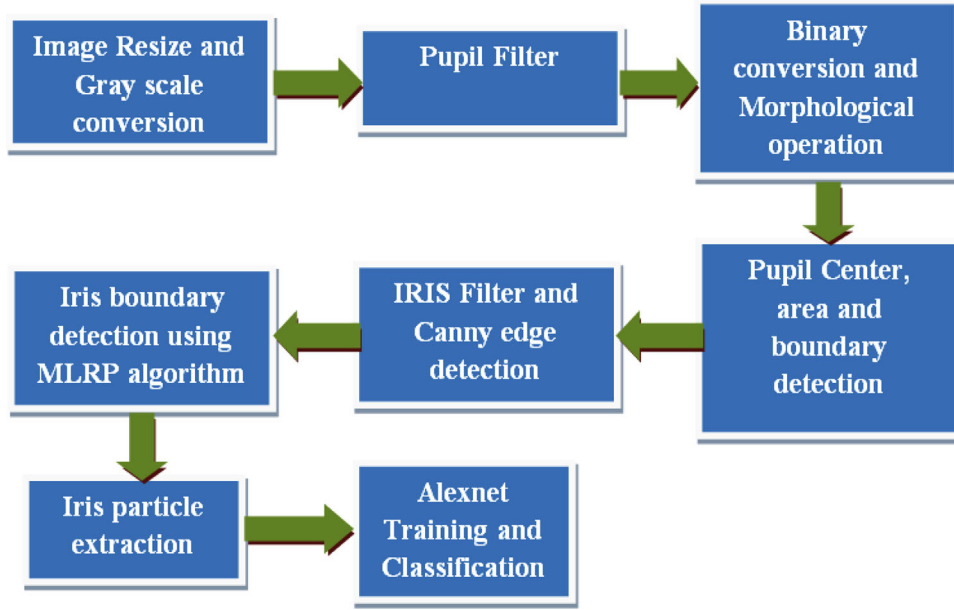 Image Resize and
Gray scale
conversion
Pupil Filter
Binary
conversion and
Morphological
operation
Pupil Center,
area and
boundary
detection
IRIS Filter and
Canny edge
detection
Iris boundary
detection using
MLRP algorithm
Iris particle
extraction
Alexnet
Training and
Classification